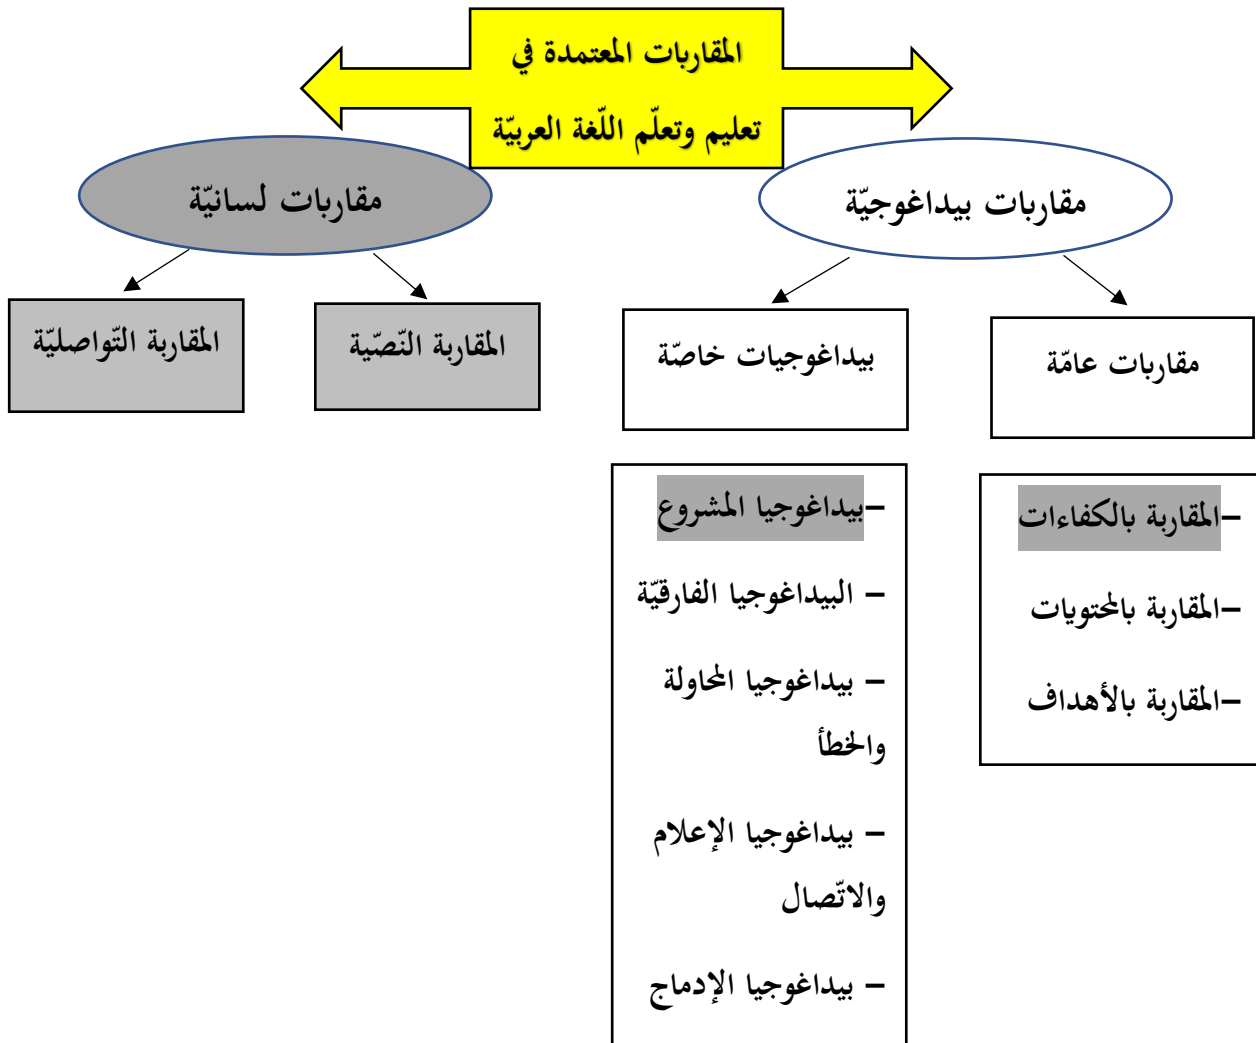 المقاربات المعتمدة في
تعليم وتعلّم اللّغة العربيّة
مقاربات بيداغوجيّة
مقاربات لسانيّة
مقاربات عامّة
بيداغوجيات خاصّة
المقاربة النّصّية
المقاربة التّواصليّة
–المقاربة بالكفاءات
–المقاربة بالمحتويات
–المقاربة بالأهداف
–بيداغوجيا المشروع
– البيداغوجيا الفارقيّة
– بيداغوجيا المحاولة
والخطأ
– بيداغوجيا الإعلام
والاتّصال
– بيداغوجيا الإدماج